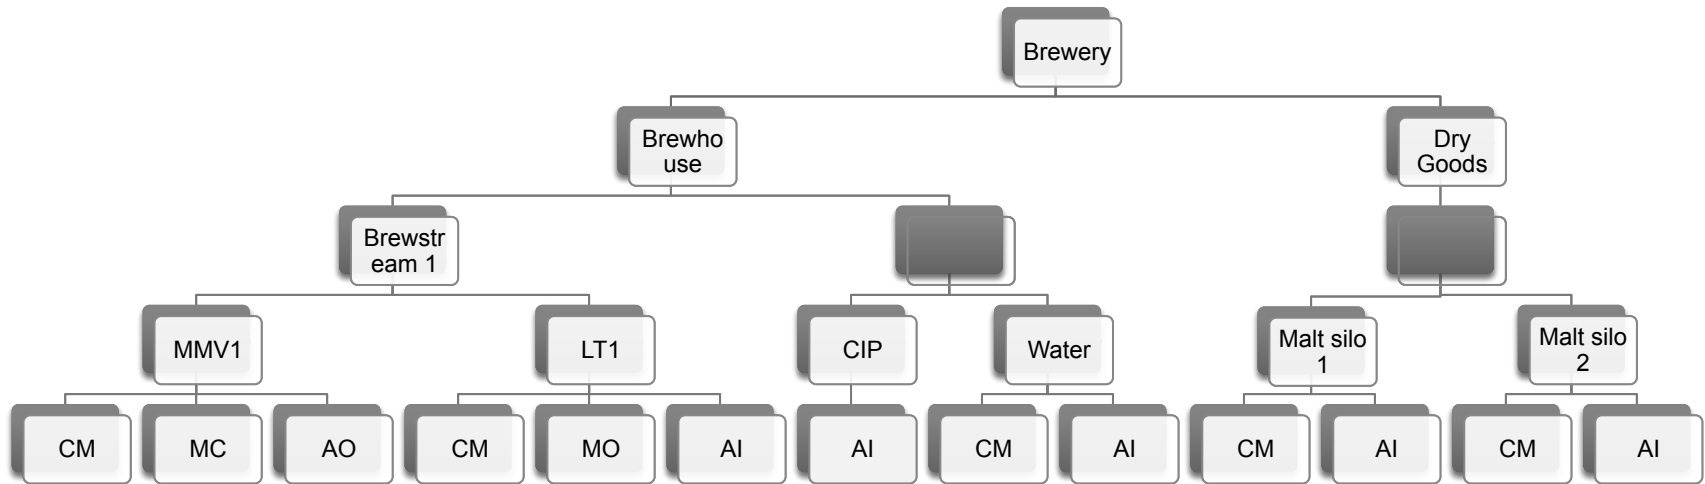 Brewery
Brewho
use
Dry
Goods
Brewstr
eam 1
MMV1
LT1
CIP
Water
Malt silo
1
Malt silo
2
CM
MC
AO
CM
MO
AI
AI
CM
AI
CM
AI
CM
AI